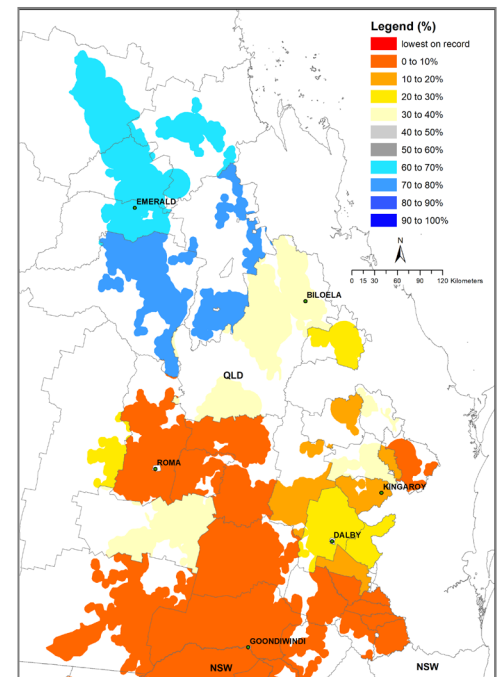 Legend (%)
lowest on record
0 to 10%
10 to 20%
20 to 30%
30 to 40%
40 to 50%
50 to 60%
60 to 70%
70 to 80%
80 to 90%
90 to 100%
EMERALD
N
0 15 30 60 90 120 Kilometers
BILOELA
QLD
ROMA
KINGAROY
DALBY
GOONDIWINDI
NSW NSW